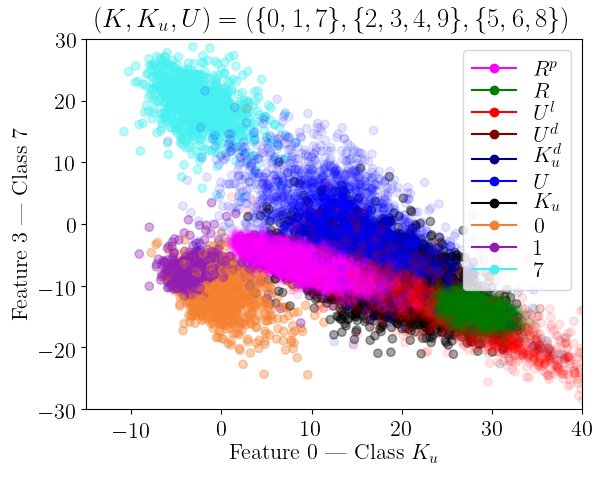 (K, K_u, U) = ({0, 1, 7}, {2, 3, 4, 9}, {5, 6, 8})
30
20
10
0
−10
−20
−30
Feature 3 — Class 7
R^p
R
U^l
U^d
K_u^d
U
K_u
0
1
7
−10
0
10
20
30
40
Feature 0 — Class K_u